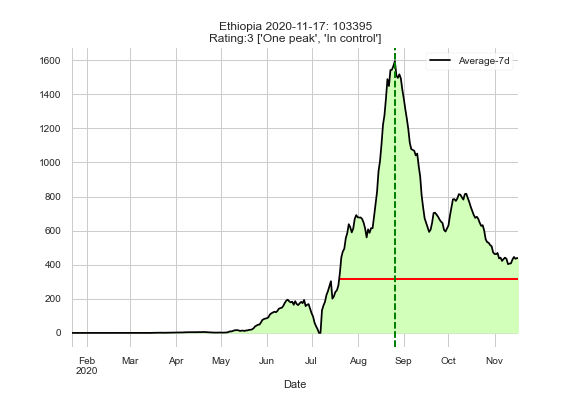 Ethiopia 2020-11-17: 103395
Rating:3 ['One peak', 'In control']
Average-7d
1600
1400
1200
1000
800
600
400
200
0
Feb Mar Apr May Jun Jul Aug Sep Oct Nov
2020
Date